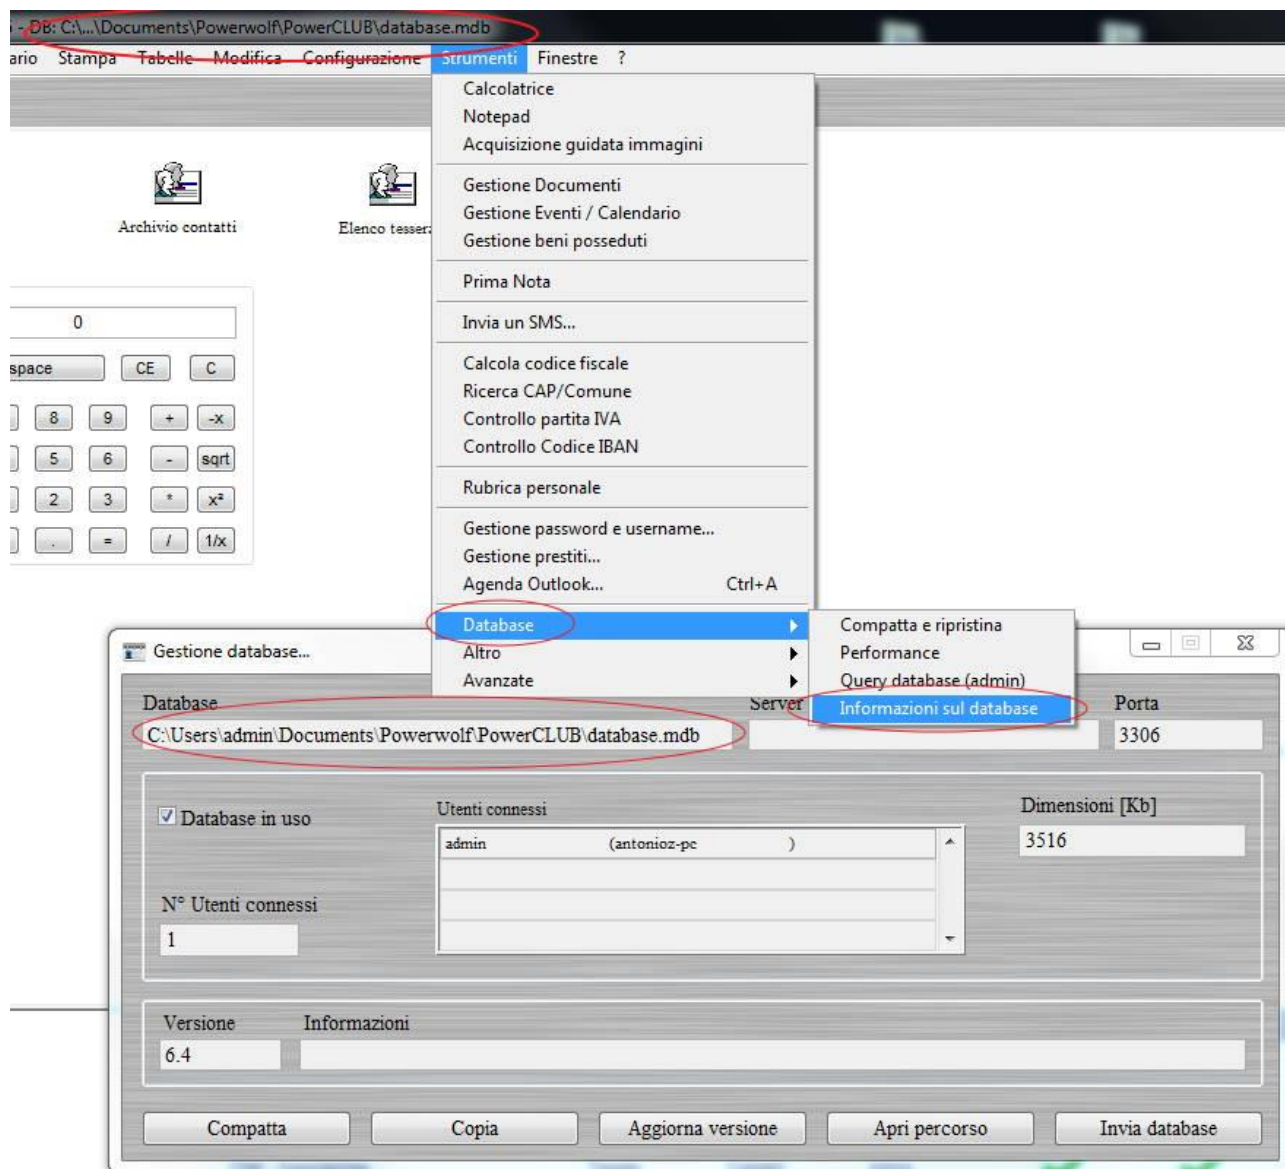 - DB: C:\...\Documents\Powerwolf\PowerCLUB\database.mdb
ario Stampa Tabelle Modifica Configurazione Strumenti Finestre ?
Calcolatrice
Notepad
Acquisizione guidata immagini
Gestione Documenti
Gestione Eventi / Calendario
Gestione beni posseduti
Prima Nota
Invia un SMS...
Calcola codice fiscale
Ricerca CAP/Comune
Controllo partita IVA
Controllo Codice IBAN
Rubrica personale
Gestione password e username...
Gestione prestiti...
Agenda Outlook... Ctrl+A
Database
Altro
Avanzate
Compatta e ripristina
Performance
Query database (admin)
Informazioni sul database
Archivio contatti
Elenco tessera
0
space CE C
8 9 + -x
5 6 - sqrt
2 3 * x²
. = / 1/x
Gestione database...
Database Server Porta
C:\Users\admin\Documents\Powerwolf\PowerCLUB\database.mdb 3306
Database in uso
Utenti connessi
Dimensioni [Kb]
admin (antonioz-pc )
3516
N° Utenti connessi
1
Versione Informazioni
6.4
Compatta Copia Aggiorna versione Apri percorso Invia database